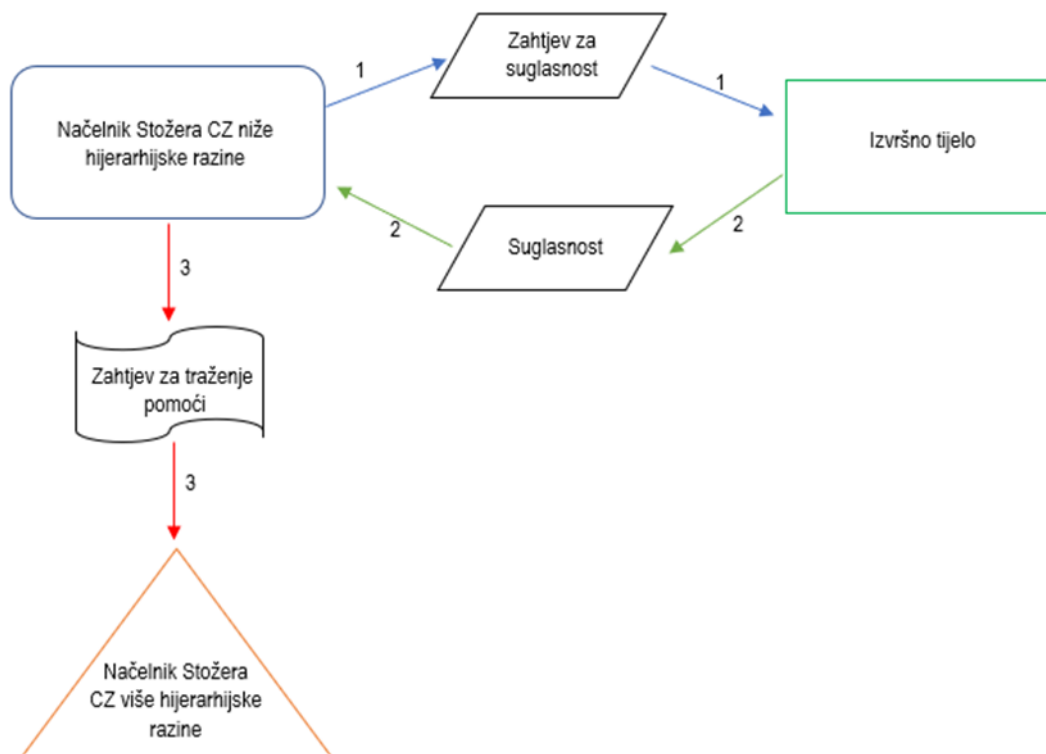 Zahtjev za
suglasnost
1
1
Načelnik Stožera CZ niže
hijerarhijske razine
Izvršno tijelo
2
Suglasnost
2
3
Zahtjev za traženje
pomoći
3
Načelnik Stožera
CZ više hijerarhijske
razine